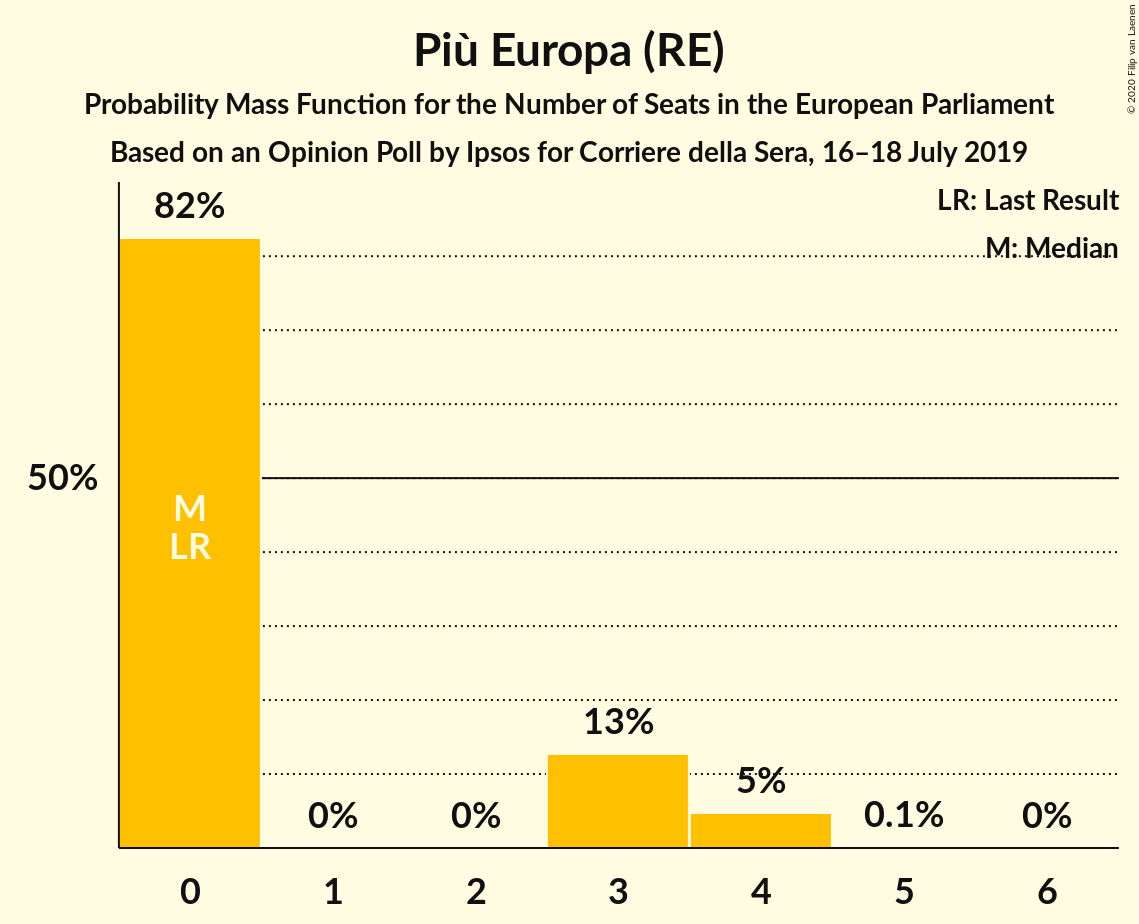 Più Europa (RE)
Probability Mass Function for the Number of Seats in the European Parliament
Based on an Opinion Poll by Ipsos for Corriere della Sera, 16–18 July 2019
© 2020 Filip van Laenen
LR: Last Result
M: Median
82%
50%
M
LR
13%
5%
0%
0%
0.1%
0%
0 1 2 3 4 5 6